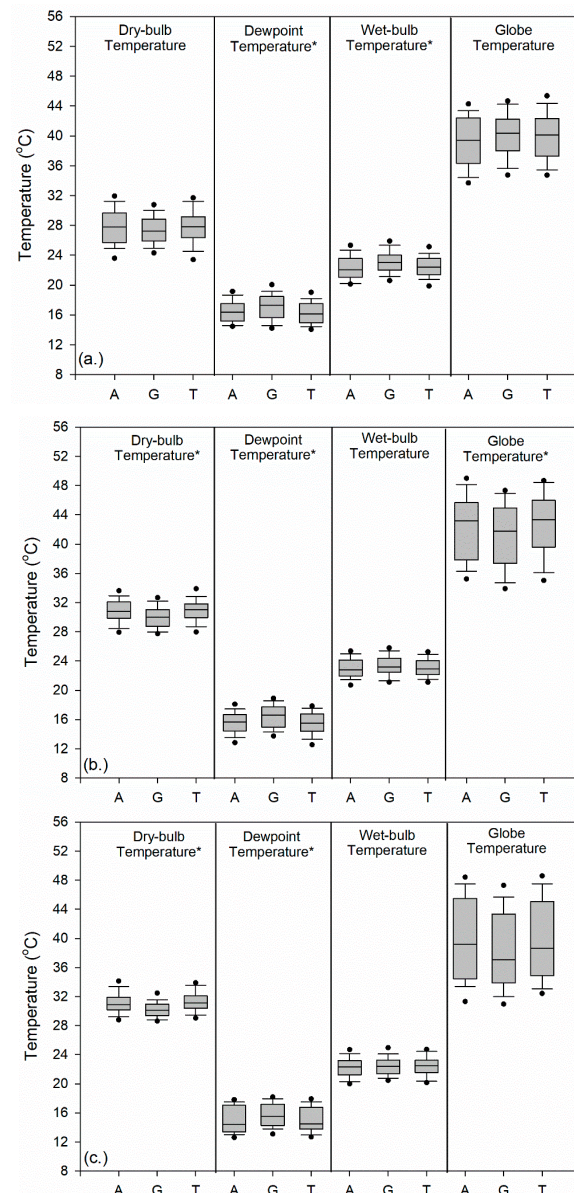 56
52
48
44
40
36
32
28
24
20
16
12
8
Temperature (°C)
Dry-bulb
Temperature
Dewpoint
Temperature*
Wet-bulb
Temperature*
Globe
Temperature
(a.)
A G T A G T A G T A G T
56
52
48
44
40
36
32
28
24
20
16
12
8
Temperature (°C)
Dry-bulb
Temperature*
Dewpoint
Temperature*
Wet-bulb
Temperature
Globe
Temperature*
(b.)
A G T A G T A G T A G T
56
52
48
44
40
36
32
28
24
20
16
12
8
Temperature (°C)
Dry-bulb
Temperature*
Dewpoint
Temperature*
Wet-bulb
Temperature
Globe
Temperature
(c.)
A G T A G T A G T A G T